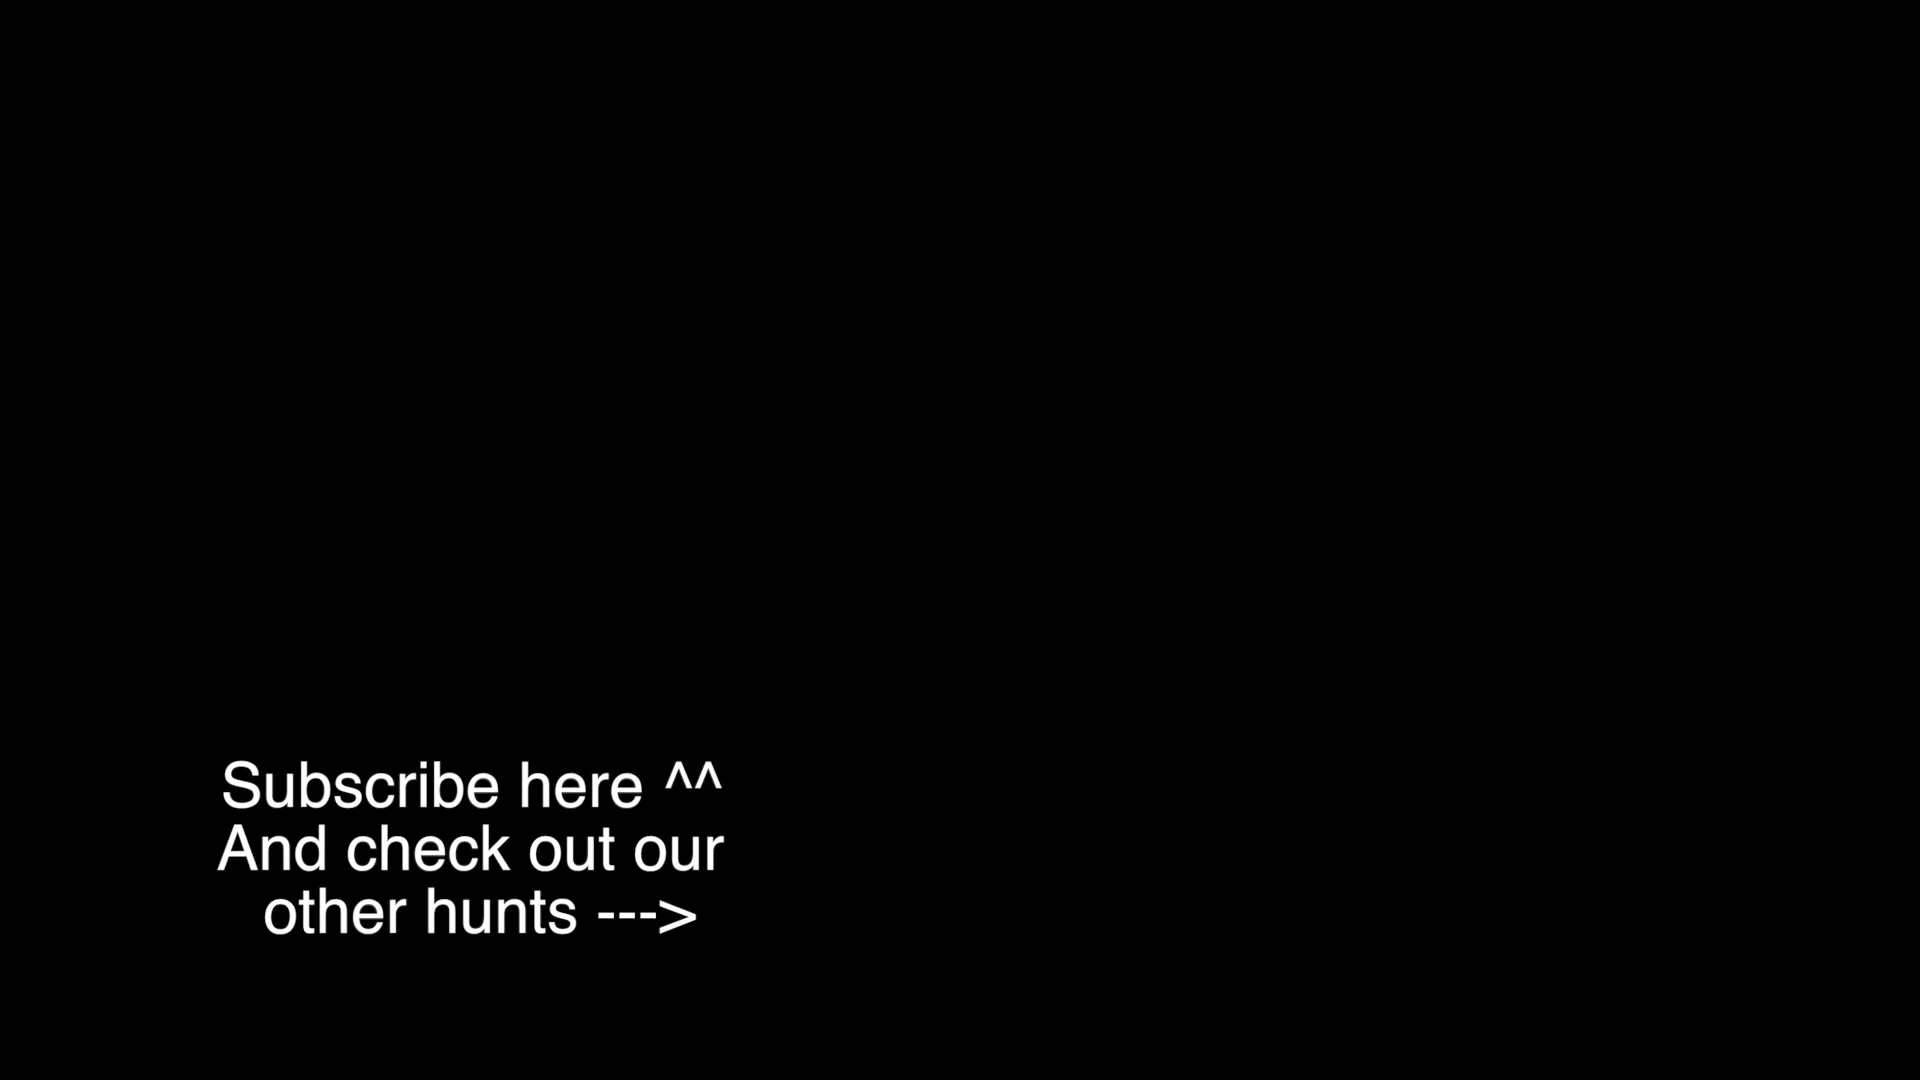 Subscribe here ^^
And check out our
other hunts --->